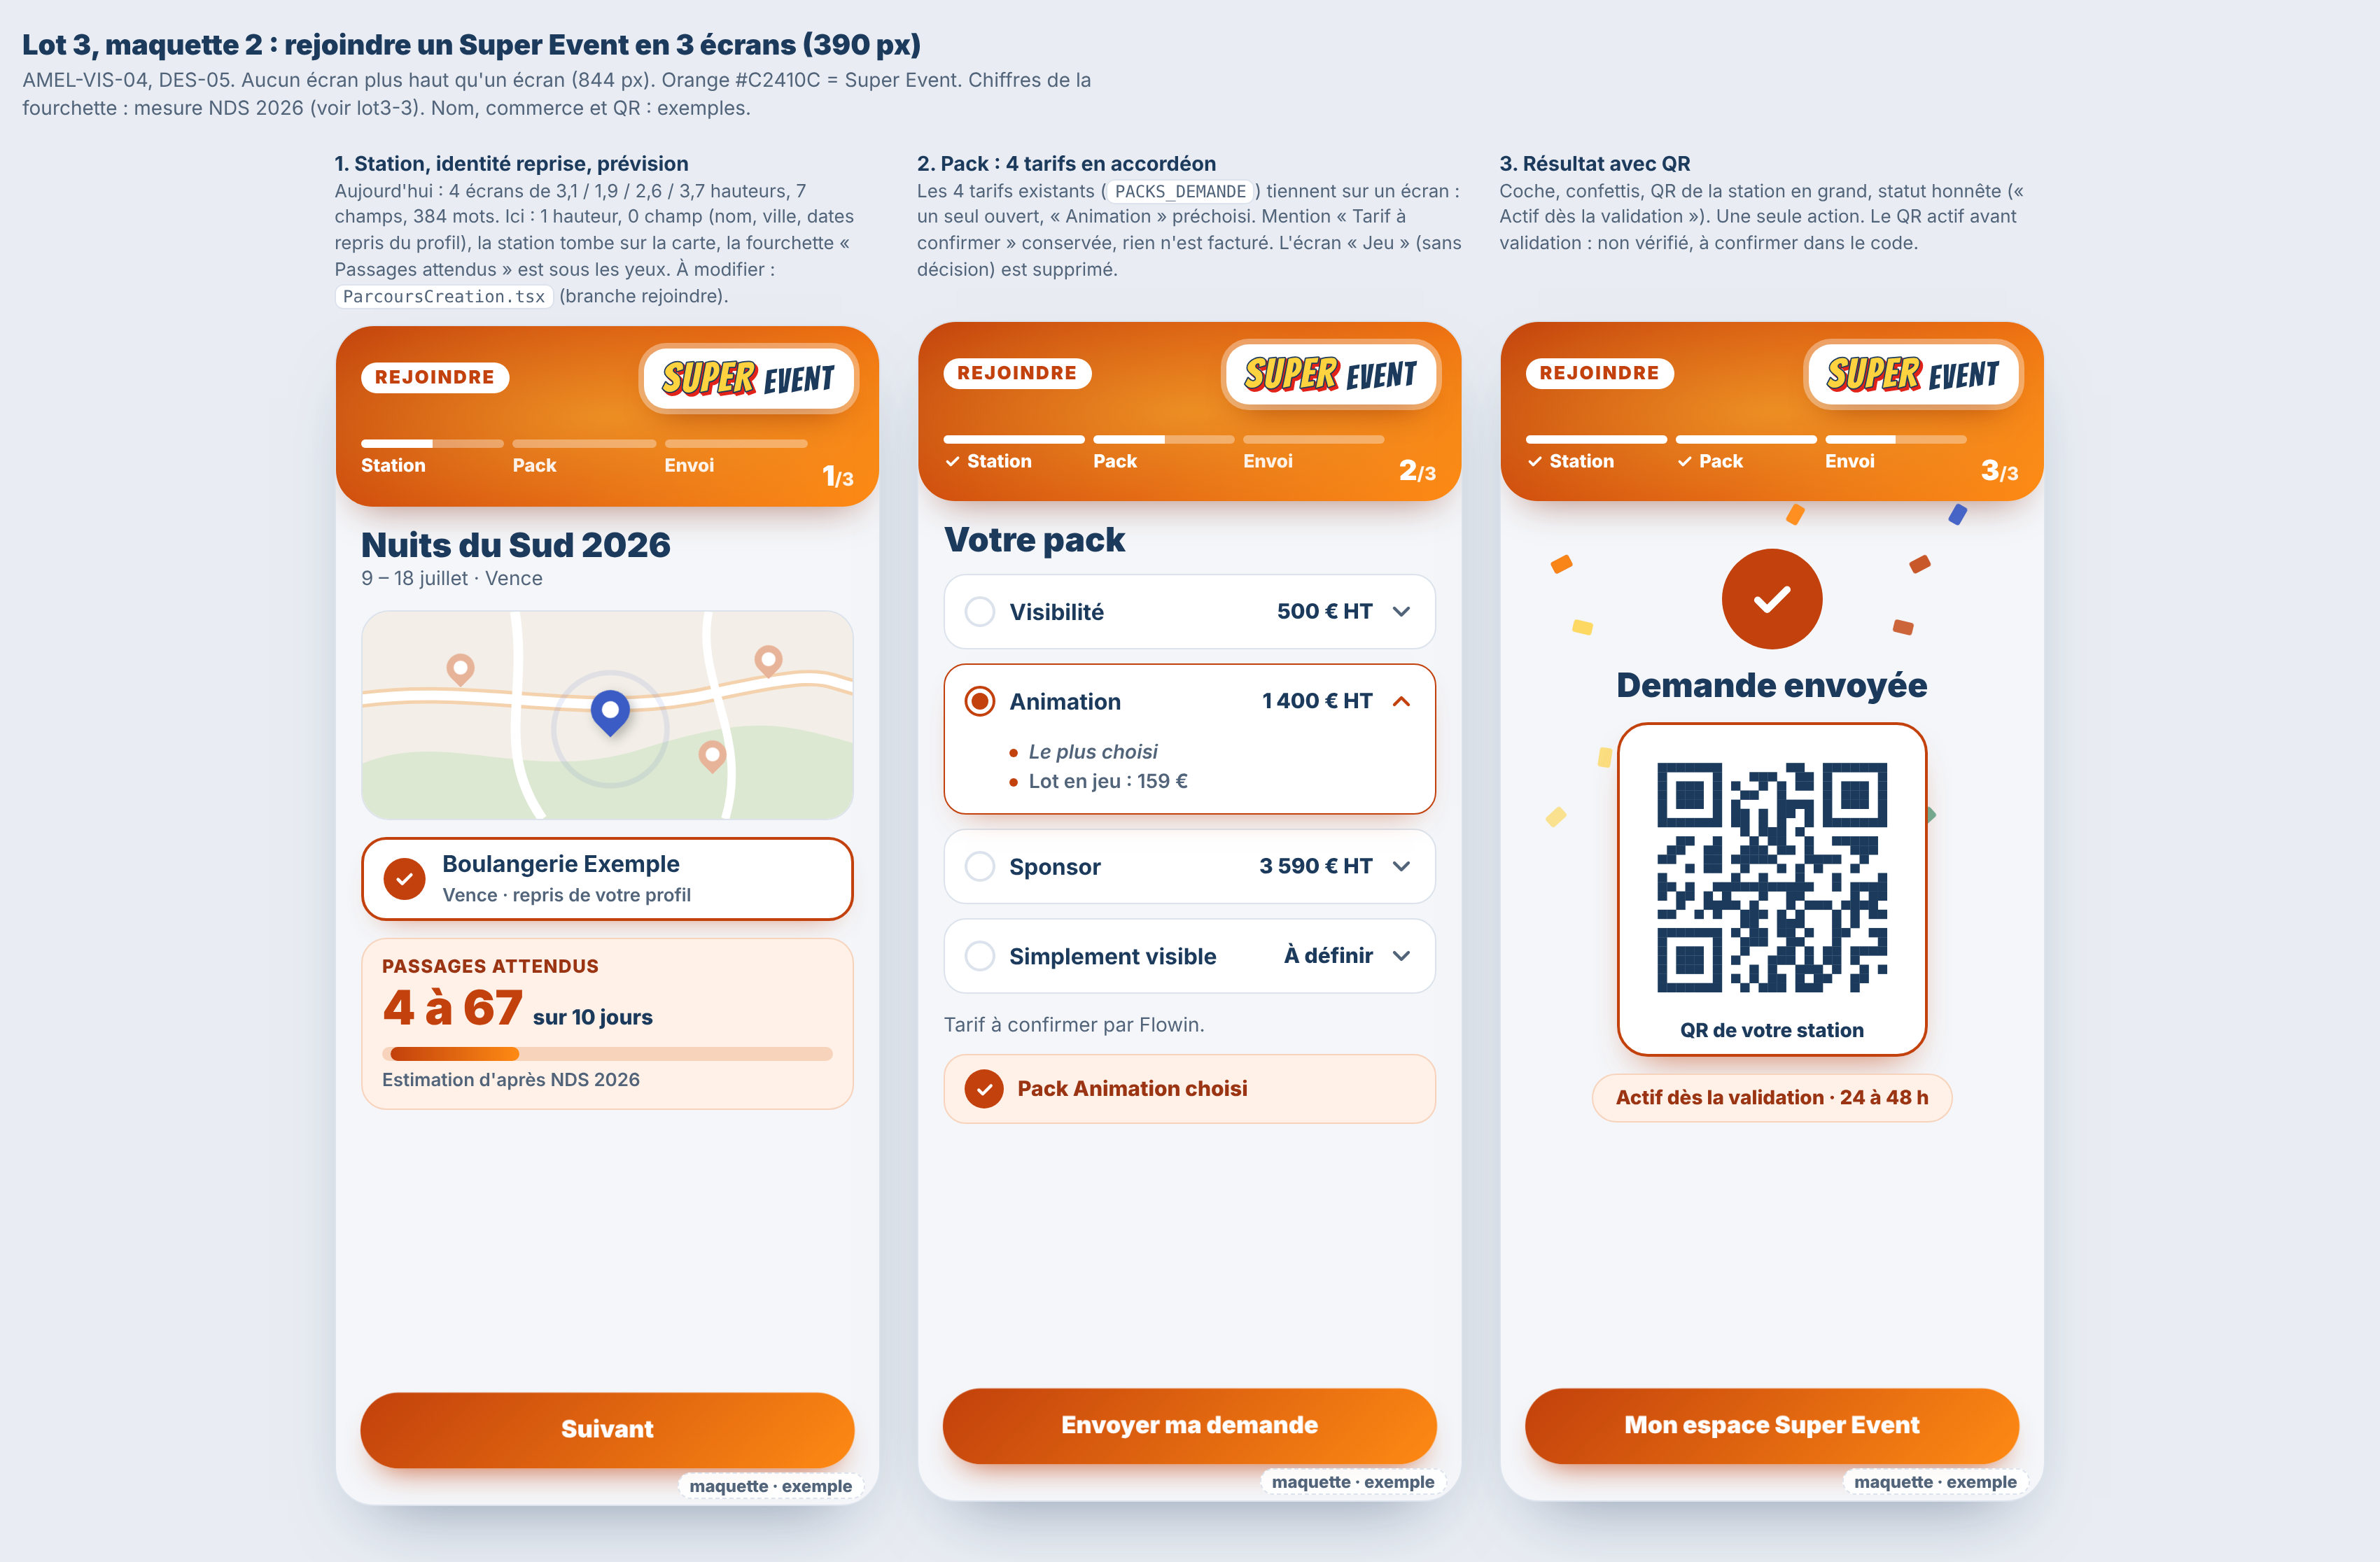 Lot 3, maquette 2 : rejoindre un Super Event en 3 écrans (390 px)
AMEL-VIS-04, DES-05. Aucun écran plus haut qu'un écran (844 px). Orange #C2410C = Super Event. Chiffres de la
fourchette : mesure NDS 2026 (voir lot3-3). Nom, commerce et QR : exemples.
1. Station, identité reprise, prévision
Aujourd'hui : 4 écrans de 3,1 / 1,9 / 2,6 / 3,7 hauteurs, 7
champs, 384 mots. Ici : 1 hauteur, 0 champ (nom, ville, dates
repris du profil), la station tombe sur la carte, la fourchette «
Passages attendus » est sous les yeux. À modifier :
ParcoursCreation.tsx (branche rejoindre).
REJOINDRE
SUPER EVENT
Station
Pack
Envoi
1/3
Nuits du Sud 2026
9 – 18 juillet · Vence
Boulangerie Exemple
Vence · repris de votre profil
PASSAGES ATTENDUS
4 à 67 sur 10 jours
Estimation d'après NDS 2026
Suivant
maquette · exemple
2. Pack : 4 tarifs en accordéon
Les 4 tarifs existants ( PACKS_DEMANDE ) tiennent sur un écran :
un seul ouvert, « Animation » préchoisi. Mention « Tarif à
confirmer » conservée, rien n'est facturé. L'écran « Jeu » (sans
décision) est supprimé.
REJOINDRE
SUPER EVENT
Station
Pack
Envoi
2/3
Votre pack
Visibilité 500 € HT
Animation 1 400 € HT
Le plus choisi
Lot en jeu : 159 €
Sponsor 3 590 € HT
Simplement visible À définir
Tarif à confirmer par Flowin.
Pack Animation choisi
Envoyer ma demande
maquette · exemple
3. Résultat avec QR
Coche, confettis, QR de la station en grand, statut honnête («
Actif dès la validation »). Une seule action. Le QR actif avant
validation : non vérifié, à confirmer dans le code.
REJOINDRE
SUPER EVENT
Station
Pack
Envoi
3/3
Demande envoyée
QR de votre station
Actif dès la validation · 24 à 48 h
Mon espace Super Event
maquette · exemple